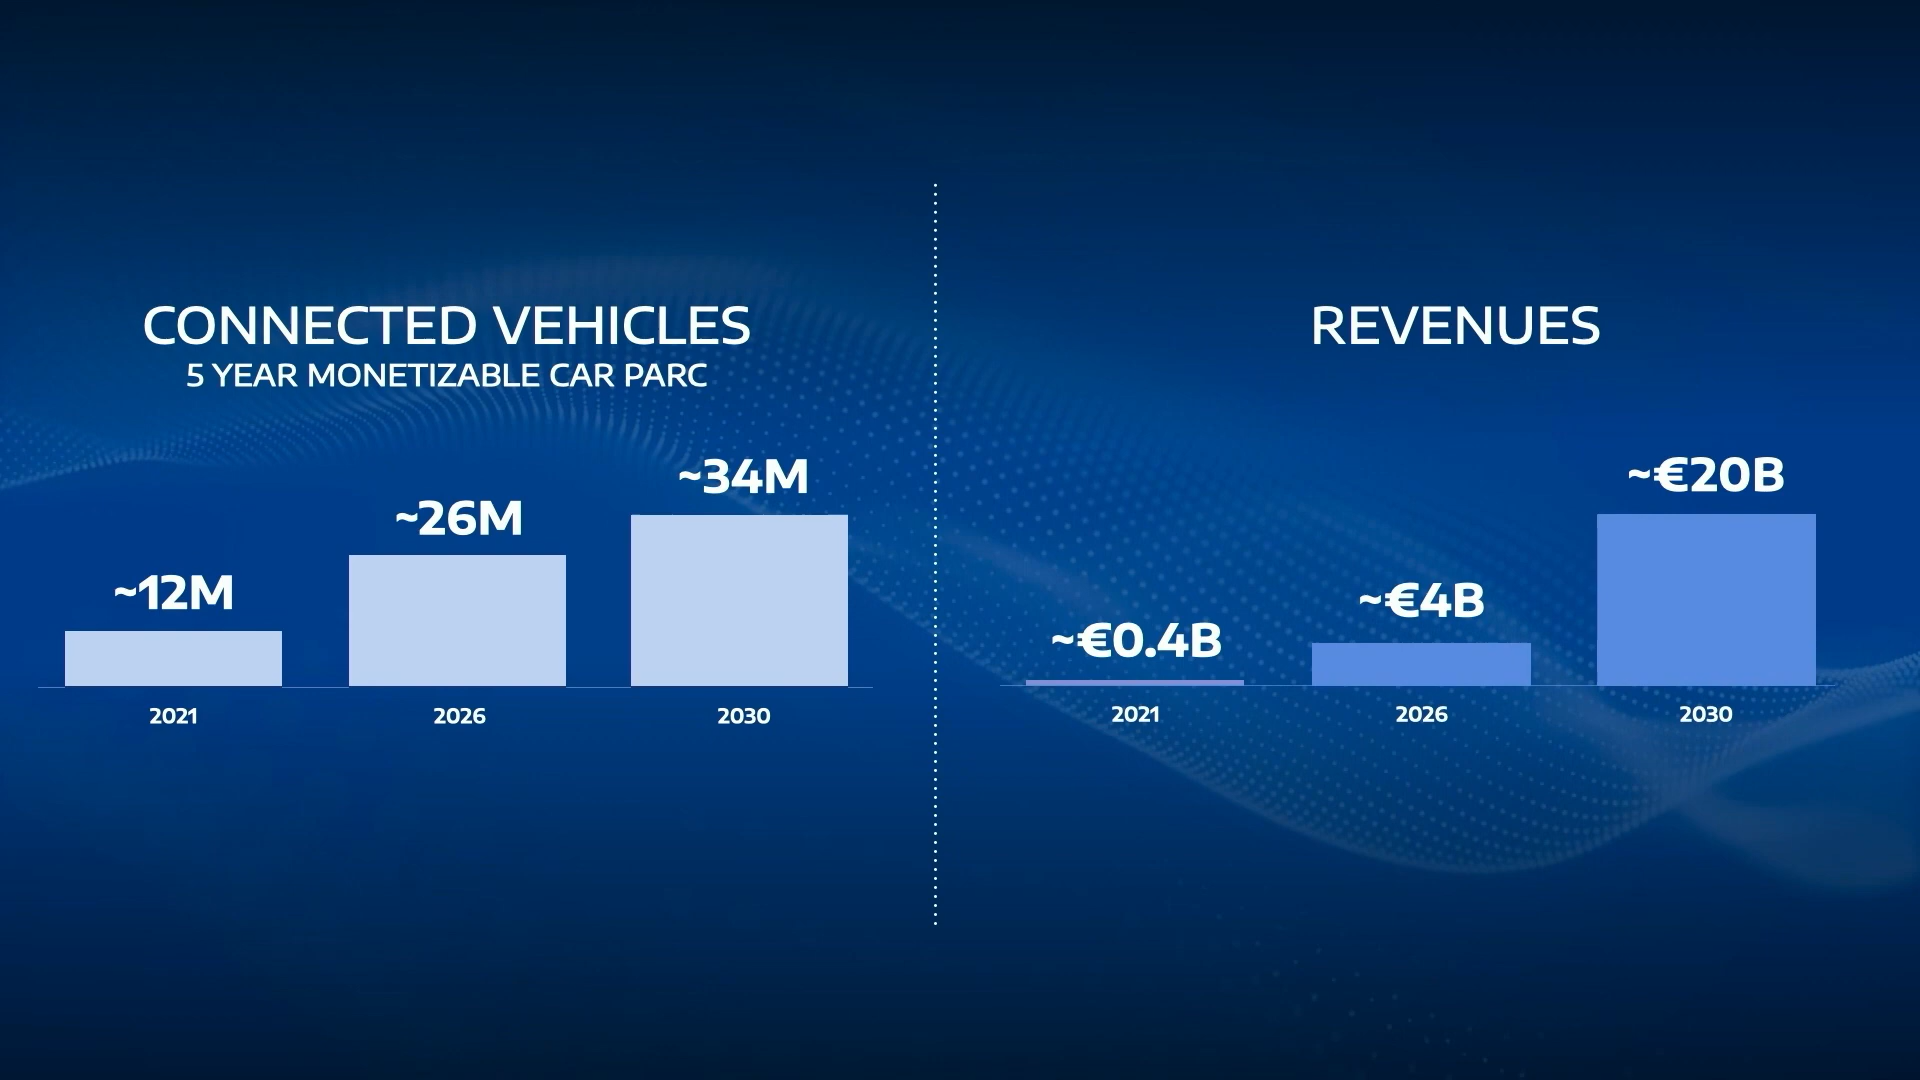 CONNECTED VEHICLES
5 YEAR MONETIZABLE CAR PARC
~12M
~26M
~34M
2021
2026
2030
REVENUES
~€0.4B
~€4B
~€20B
2021
2026
2030